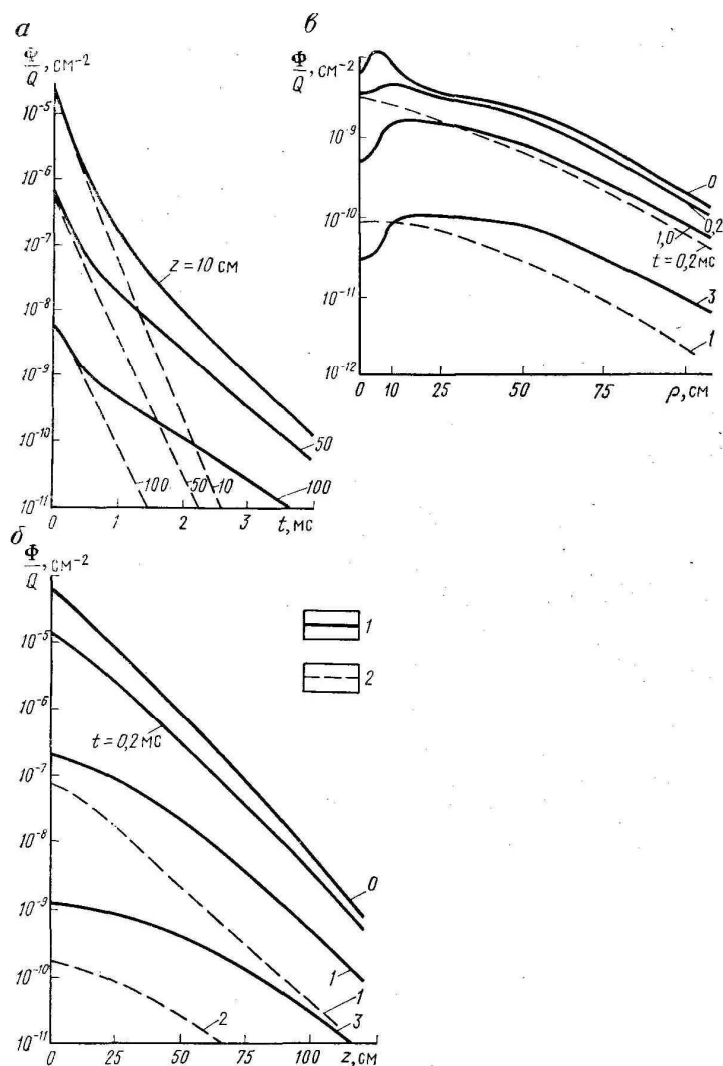 а
Φ/Q, см⁻²
10⁻⁵
10⁻⁶
10⁻⁷
10⁻⁸
10⁻⁹
10⁻¹⁰
10⁻¹¹
z = 10 см
50
100
100 50 10
0 1 2 3 t, мс
в
Φ/Q, см⁻²
10⁻⁹
10⁻¹⁰
10⁻¹¹
10⁻¹²
0
0,2
1,0
t = 0,2 мс
3
1
0 10 50 75 ρ, см
б
Φ/Q, см⁻²
10⁻⁵
10⁻⁶
10⁻⁷
10⁻⁸
10⁻⁹
10⁻¹⁰
10⁻¹¹
t = 0,2 мс
0
1
1
3
2
0 25 50 75 100 z, см
1
2